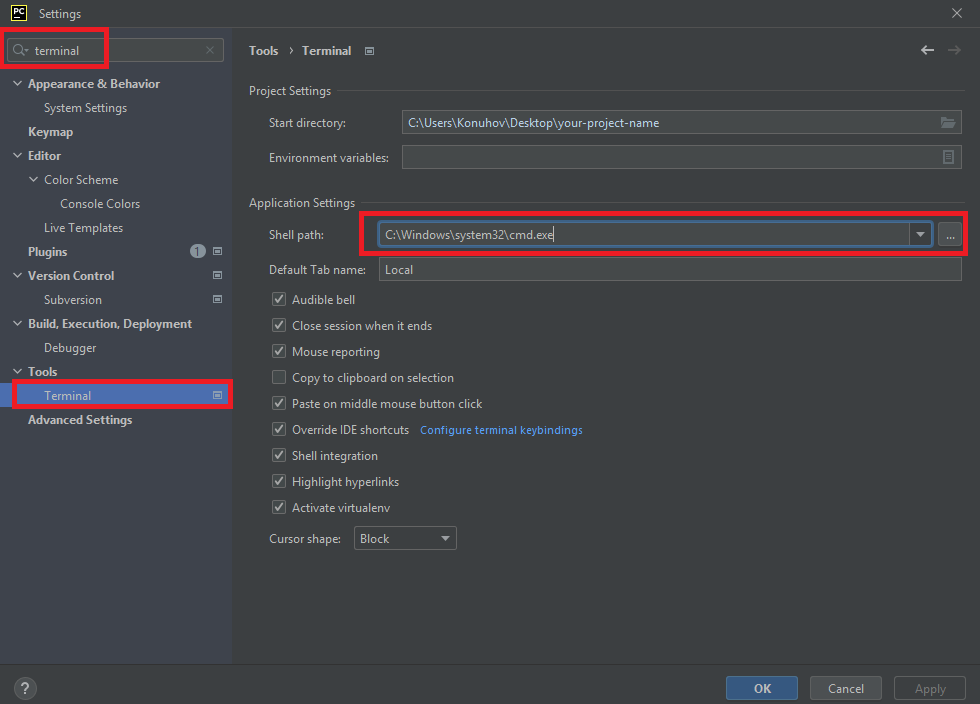 PC Settings
terminal
Appearance & Behavior
System Settings
Keymap
Editor
Color Scheme
Console Colors
Live Templates
Plugins 1
Version Control
Subversion
Build, Execution, Deployment
Debugger
Tools
Terminal
Advanced Settings
Tools › Terminal
Project Settings
Start directory: C:\Users\Konuhov\Desktop\your-project-name
Environment variables:
Application Settings
Shell path: C:\Windows\system32\cmd.exe ...
Default Tab name: Local
Audible bell
Close session when it ends
Mouse reporting
Copy to clipboard on selection
Paste on middle mouse button click
Override IDE shortcuts Configure terminal keybindings
Shell integration
Highlight hyperlinks
Activate virtualenv
Cursor shape: Block
? OK Cancel Apply